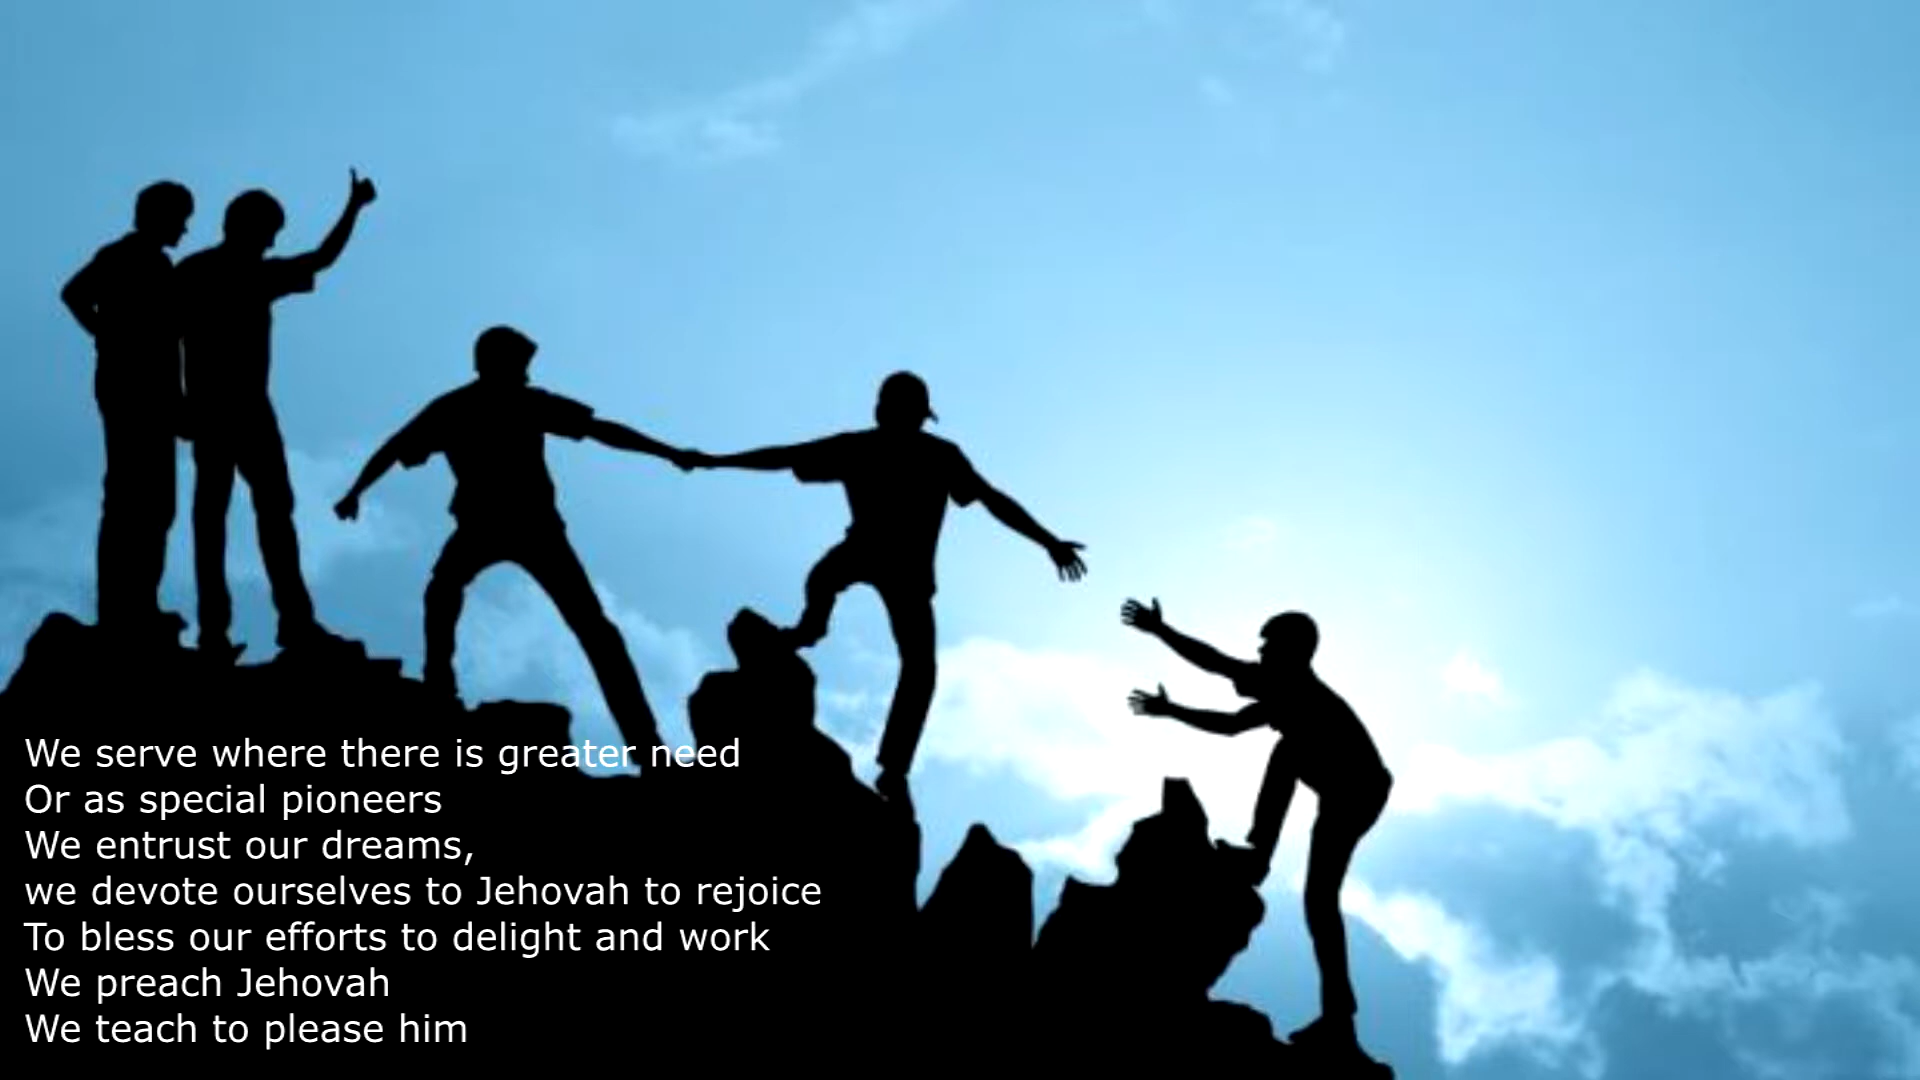 We serve where there is greater need
Or as special pioneers
We entrust our dreams,
we devote ourselves to Jehovah to rejoice
To bless our efforts to delight and work
We preach Jehovah
We teach to please him